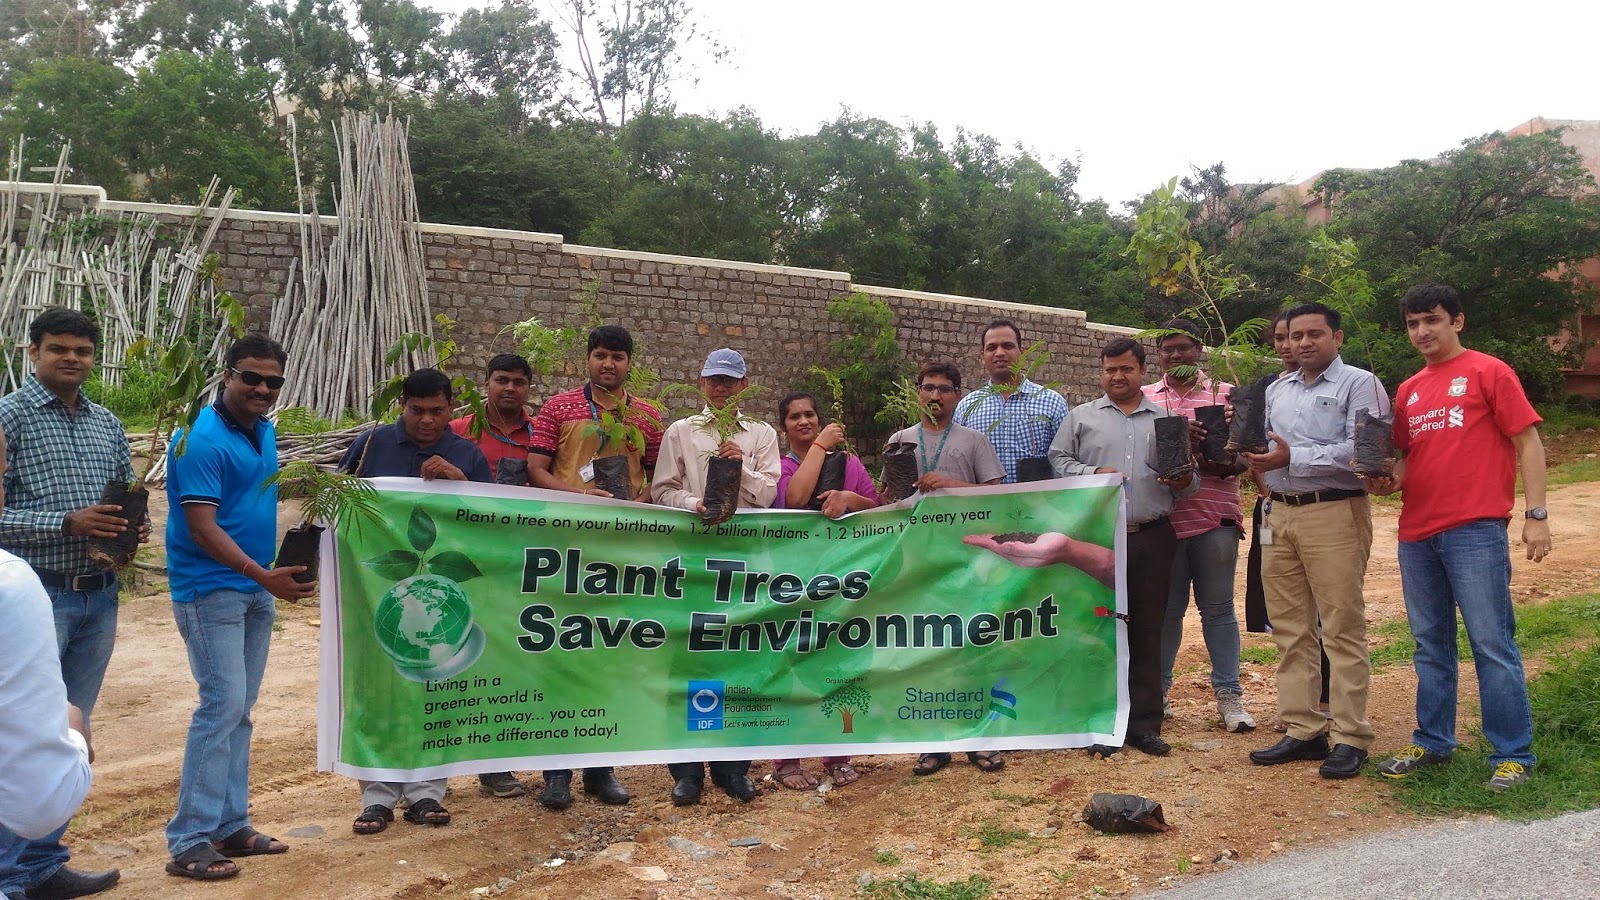 Plant a tree on your birthday 1.2 billion Indians - 1.2 billion t e every year
Plant Trees
Save Environment
Living in a
greener world is
one wish away... you can
make the difference today!
IDF
Indian
Development
Foundation
Let's work together!
Standard
Chartered
Standard
Chartered